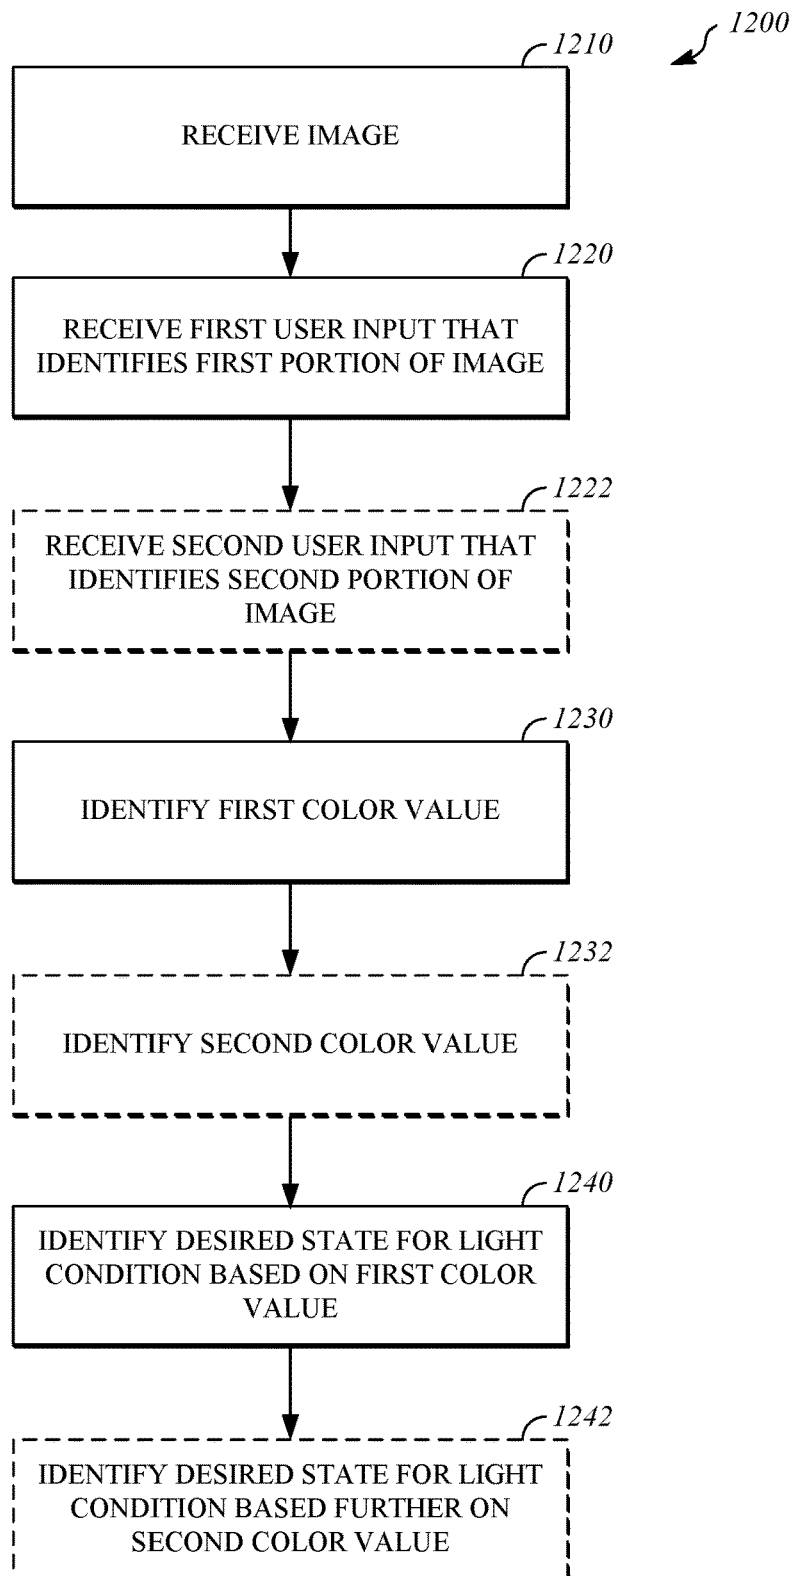 1200
1210
RECEIVE IMAGE
1220
RECEIVE FIRST USER INPUT THAT
IDENTIFIES FIRST PORTION OF IMAGE
1222
RECEIVE SECOND USER INPUT THAT
IDENTIFIES SECOND PORTION OF
IMAGE
1230
IDENTIFY FIRST COLOR VALUE
1232
IDENTIFY SECOND COLOR VALUE
1240
IDENTIFY DESIRED STATE FOR LIGHT
CONDITION BASED ON FIRST COLOR
VALUE
1242
IDENTIFY DESIRED STATE FOR LIGHT
CONDITION BASED FURTHER ON
SECOND COLOR VALUE